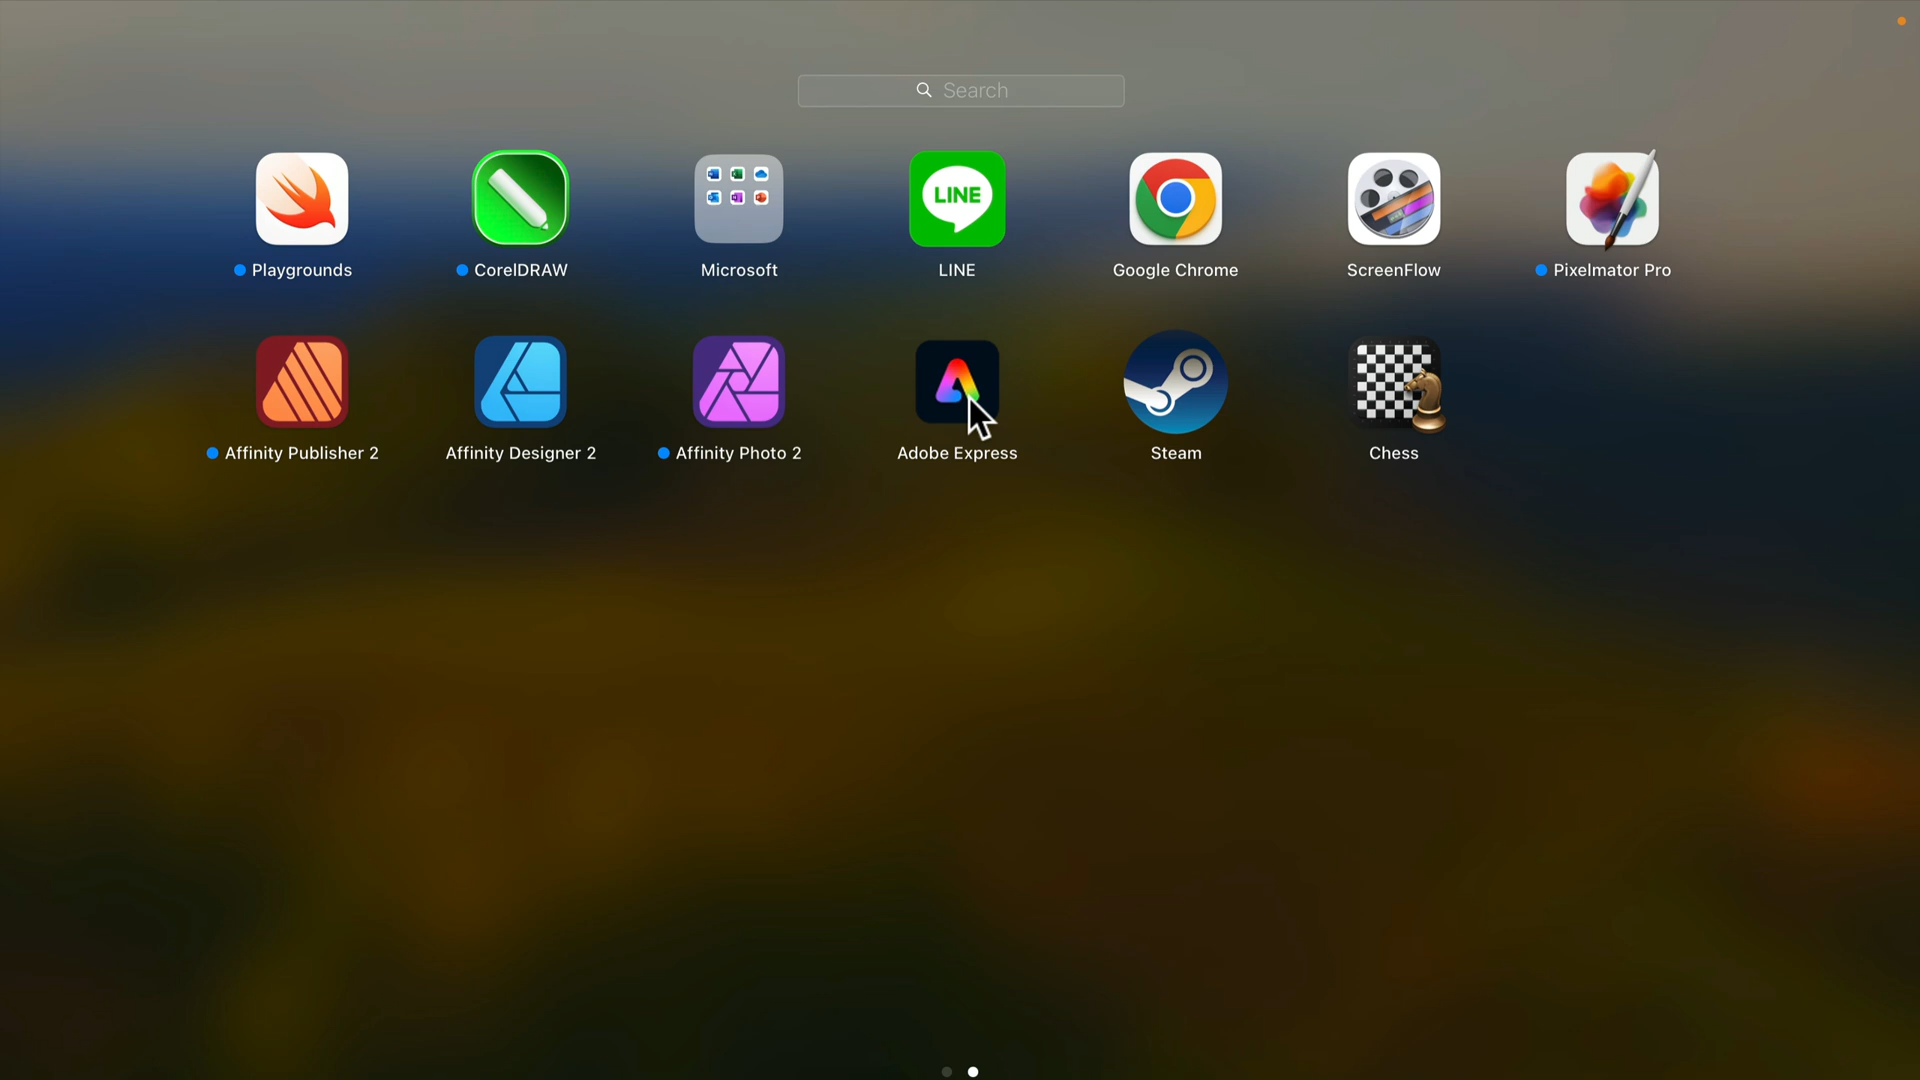 Search
LINE
Playgrounds
CorelDRAW
Microsoft
LINE
Google Chrome
ScreenFlow
Pixelmator Pro
Affinity Publisher 2
Affinity Designer 2
Affinity Photo 2
Adobe Express
Steam
Chess